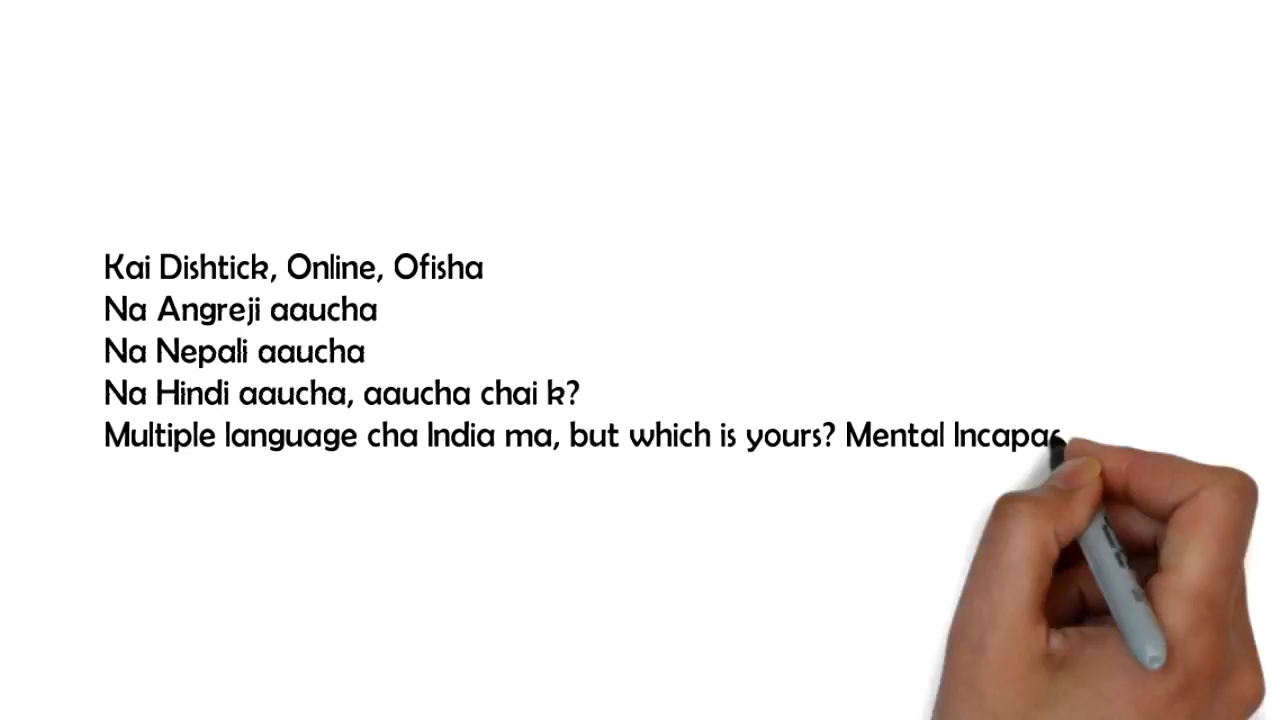 Kai Dishtick, Online, Ofisha
Na Angreji aaucha
Na Nepali aaucha
Na Hindi aaucha, aaucha chai k?
Multiple language cha India ma, but which is yours? Mental Incapac